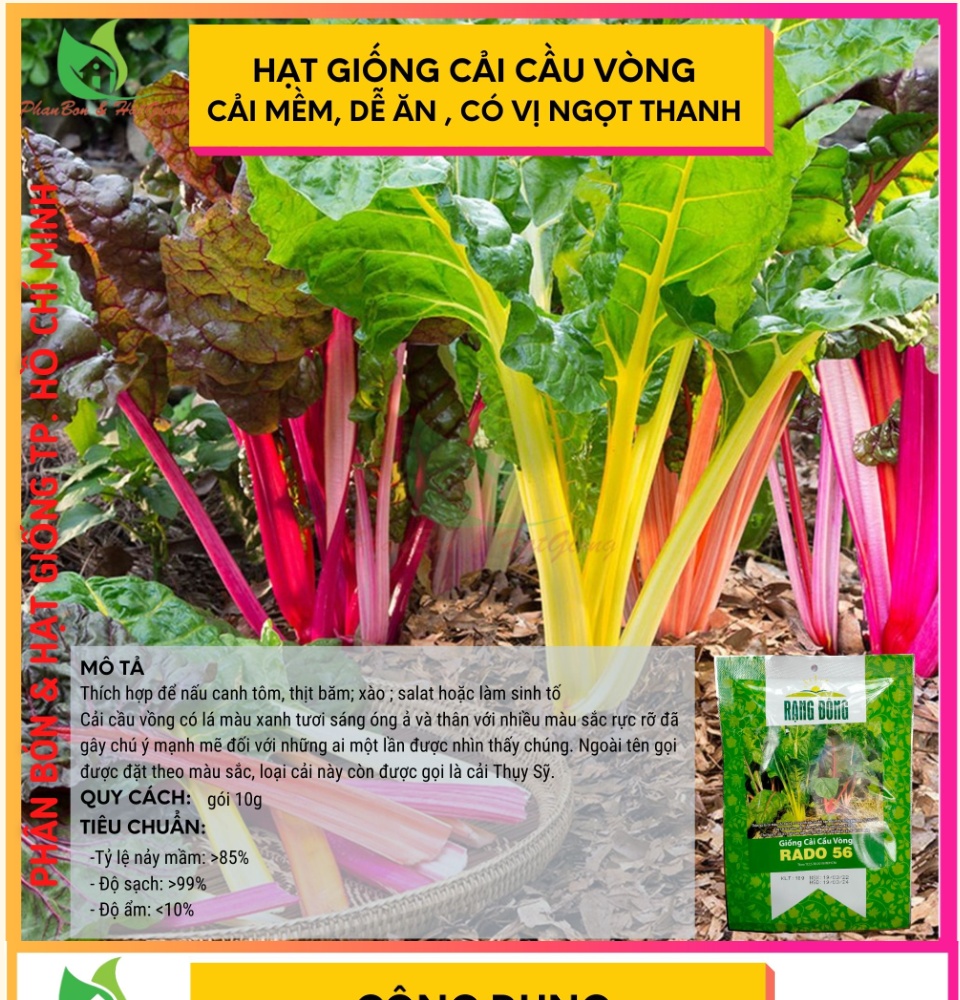 HẠT GIỐNG CẢI CẦU VÒNG
CẢI MỀM, DỄ ĂN , CÓ VỊ NGỌT THANH
PHÂN BÓN & HẠT GIỐNG TP. HỒ CHÍ MINH
MÔ TẢ
Thích hợp để nấu canh tôm, thịt băm; xào ; salat hoặc làm sinh tố
Cải cầu vồng có lá màu xanh tươi sáng óng ả và thân với nhiều màu sắc rực rỡ đã
gây chú ý mạnh mẽ đối với những ai một lần được nhìn thấy chúng. Ngoài tên gọi
được đặt theo màu sắc, loại cải này còn được gọi là cải Thụy Sỹ.
QUY CÁCH: gói 10g
TIÊU CHUẨN:
-Tỷ lệ nảy mầm: >85%
- Độ sạch: >99%
- Độ ẩm: <10%
RẠNG ĐÔNG
Giống Cải Cầu Vòng
RADO 56
CÔNG DỤNG